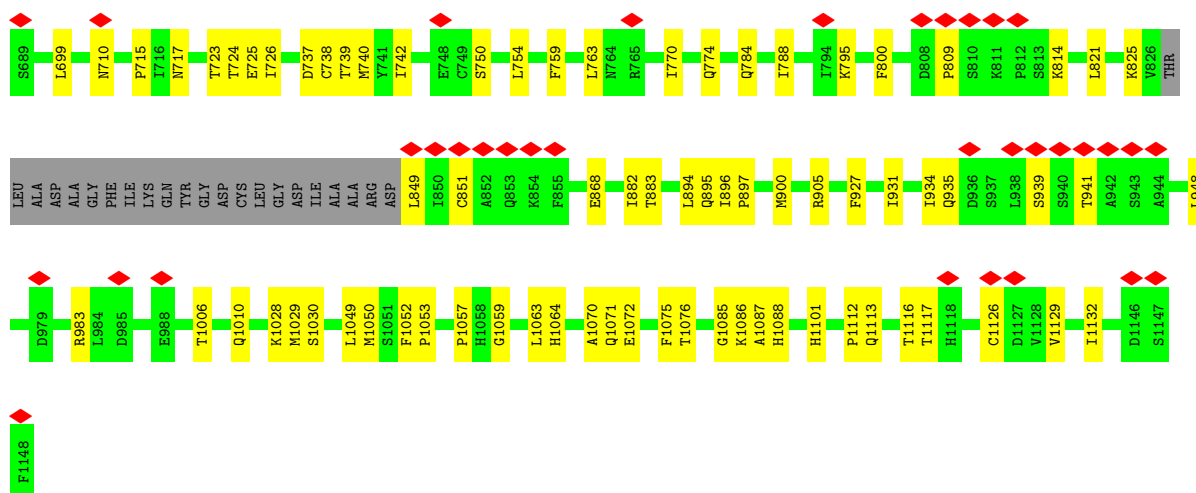 S689 L699 N710 P715 I716 N717 T723 T724 E725 I726 D737 C738 T739 M740 Y741 I742 E748 C749 S750 L754 F759 L763 N764 R765 I770 Q774 Q784 I788 I794 K795 F800 D808 P809 S810 K811 P812 S813 K814 L821 K825 V826 THR
LEU ALA ASP ALA GLY PHE ILE LYS GLN TYR GLY ASP CYS LEU GLY ASP ILE ALA ALA ARG ASP L849 I850 C851 A852 Q853 K854 F855 E868 I882 T883 L894 Q895 I896 P897 M900 R905 F927 I931 I934 Q935 D936 S937 L938 S939 S940 T941 A942 S943 A944
D979 R983 L984 D985 E988 T1006 Q1010 K1028 M1029 S1030 L1049 M1050 S1051 F1052 P1053 P1057 H1058 G1059 L1063 H1064 A1070 Q1071 E1072 F1075 T1076 G1085 K1086 A1087 H1088 H1101 P1112 Q1113 T1116 T1117 H1118 C1126 D1127 V1128 V1129 I1132 D1146 S1147
F1148